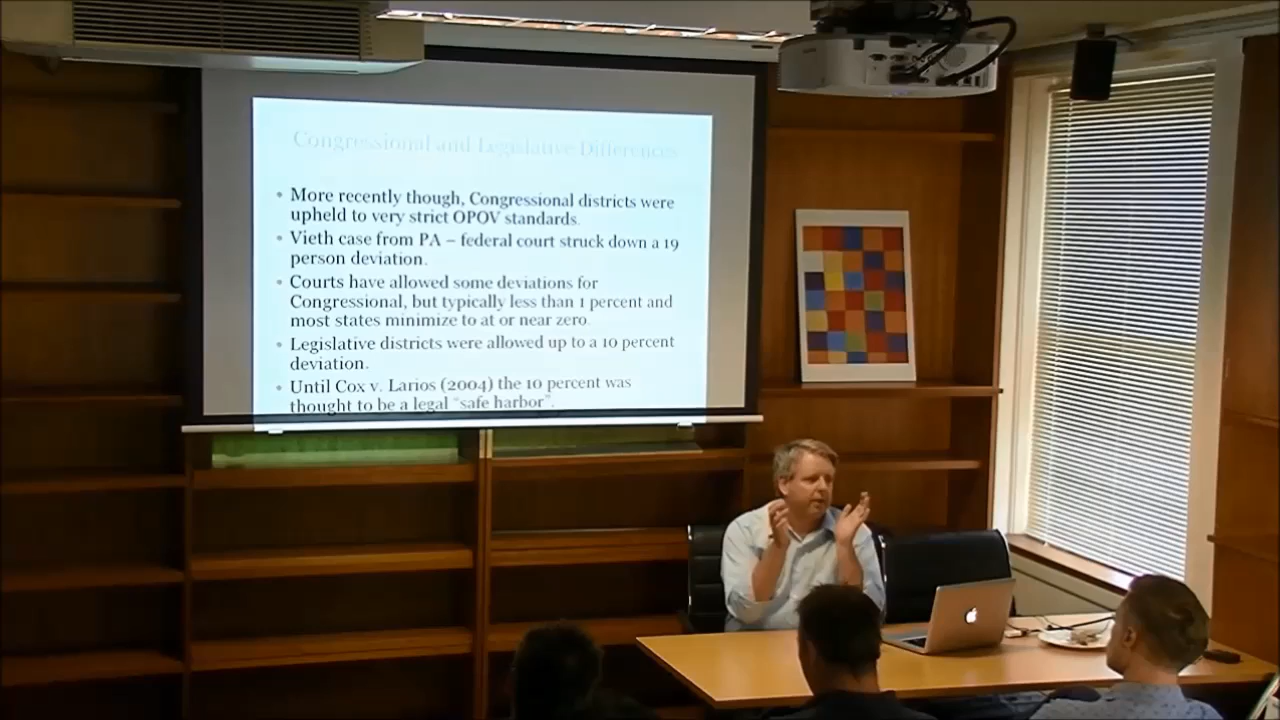 Congressional and Legislative Differences
• More recently though, Congressional districts were
upheld to very strict OPOV standards.
• Vieth case from PA – federal court struck down a 19
person deviation.
• Courts have allowed some deviations for
Congressional, but typically less than 1 percent and
most states minimize to at or near zero.
• Legislative districts were allowed up to a 10 percent
deviation.
• Until Cox v. Larios (2004) the 10 percent was
thought to be a legal "safe harbor".